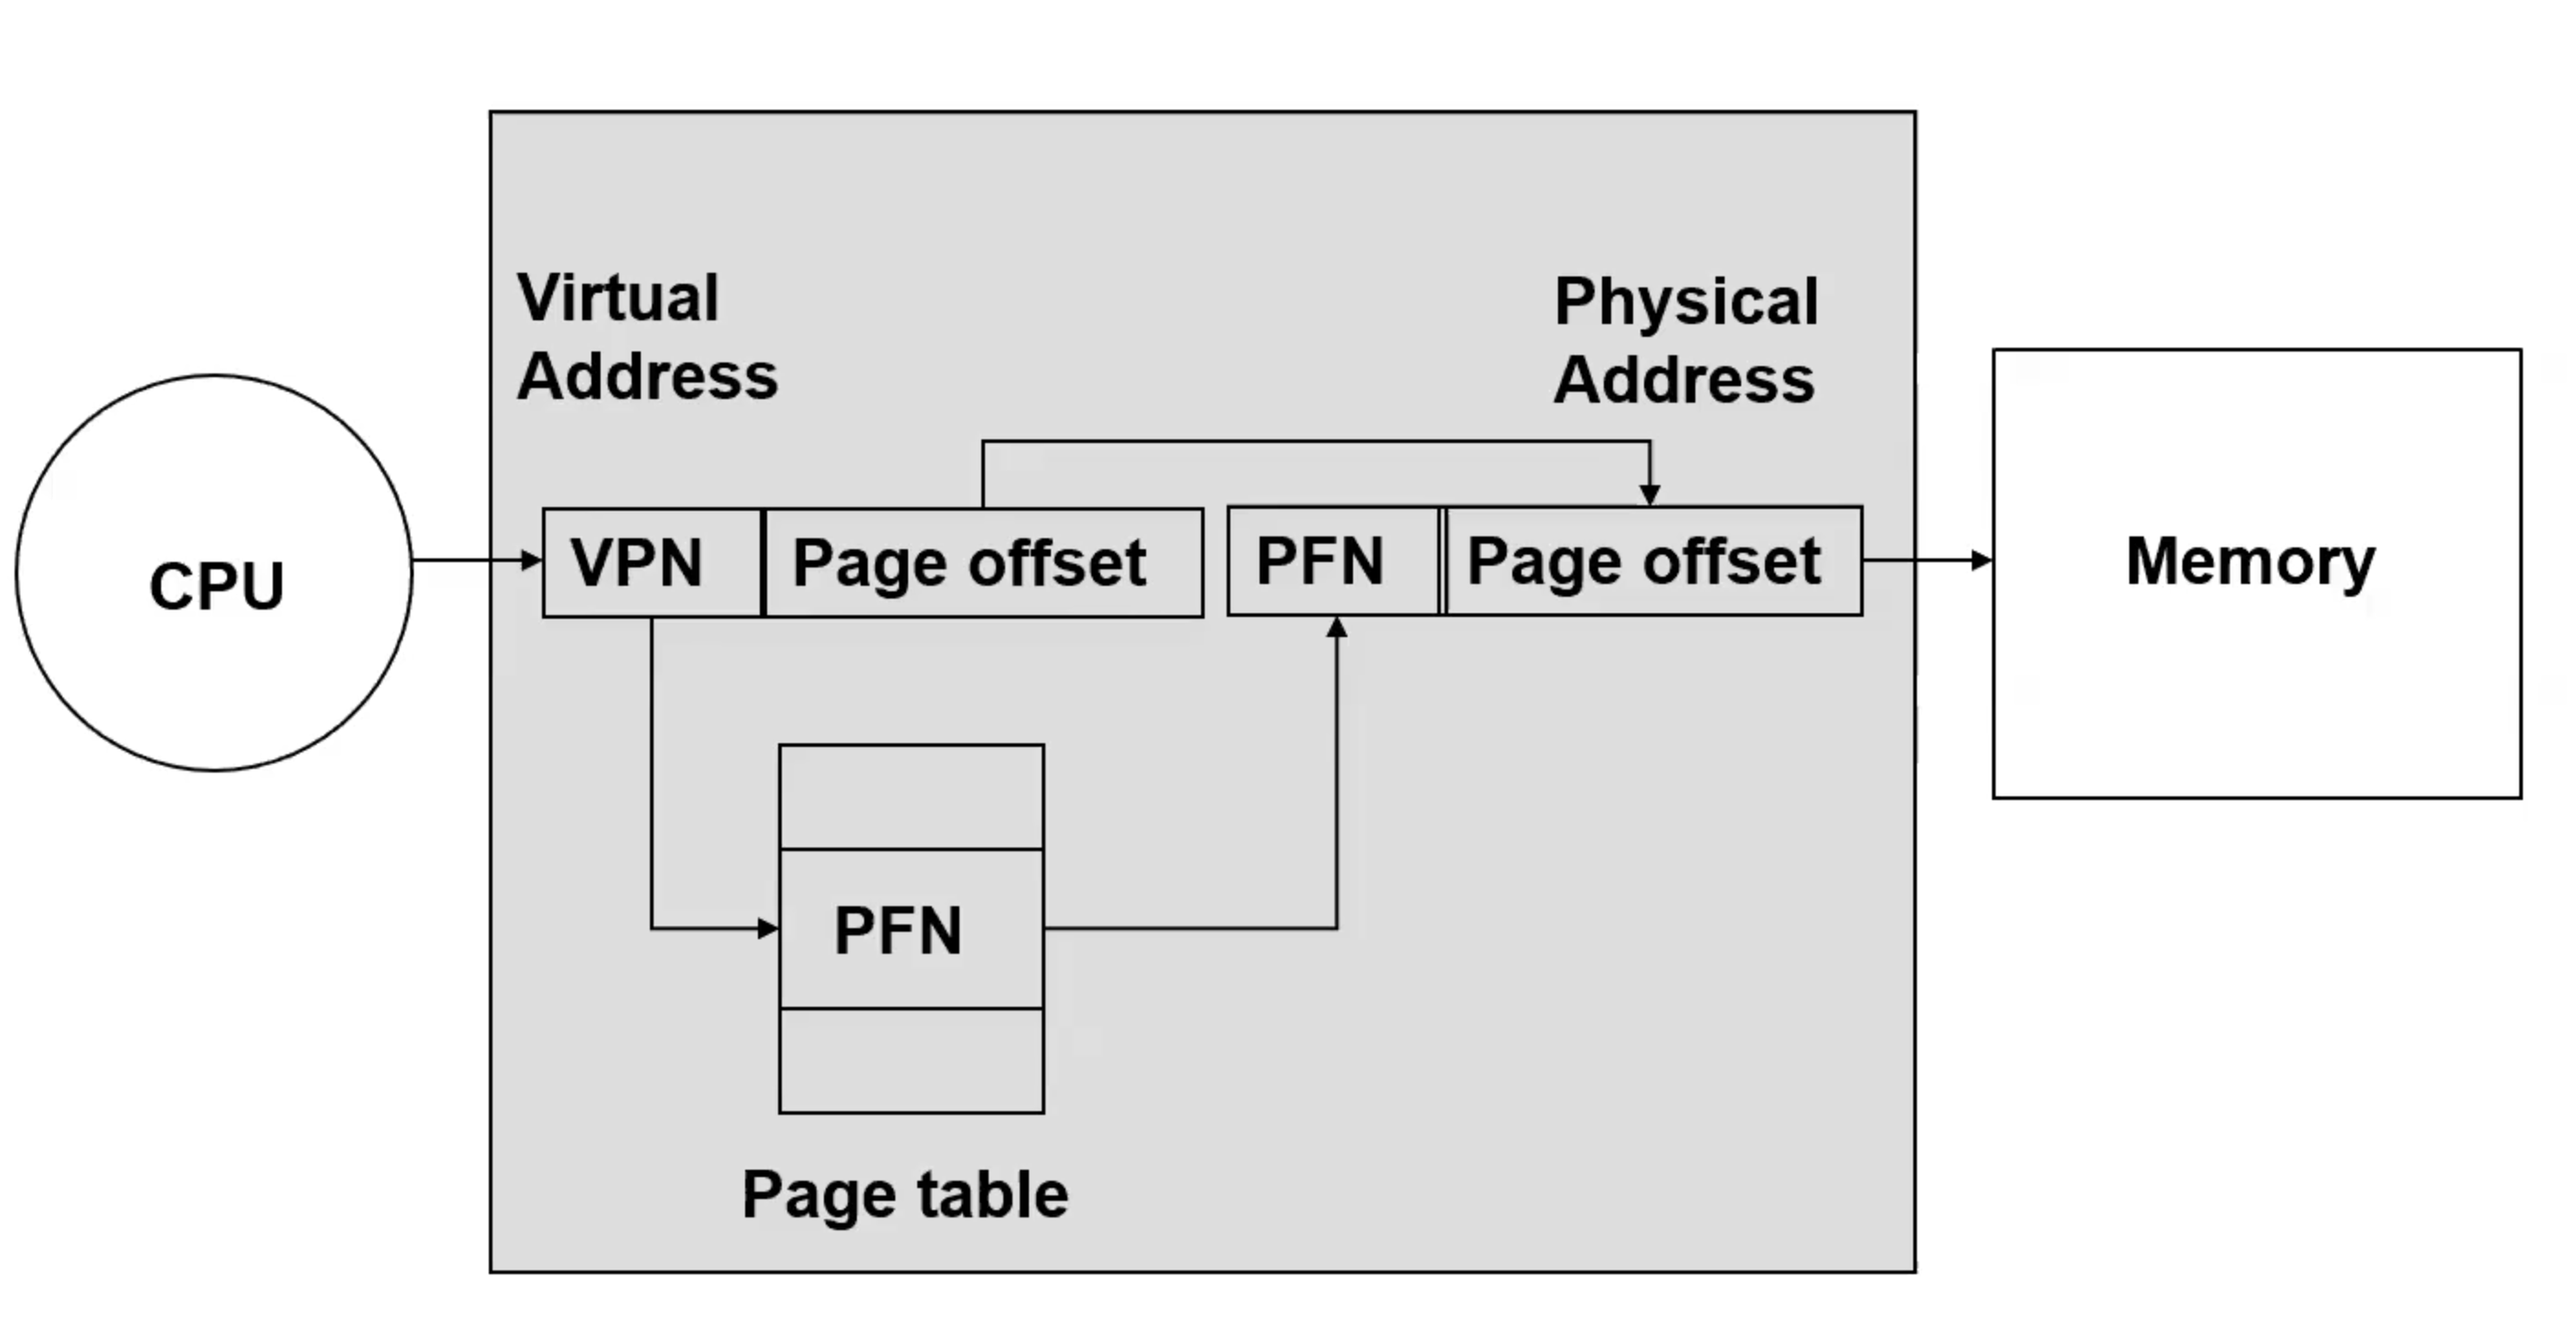 Virtual
Address
Physical
Address
CPU
VPN
Page offset
PFN
Page offset
Memory
PFN
Page table